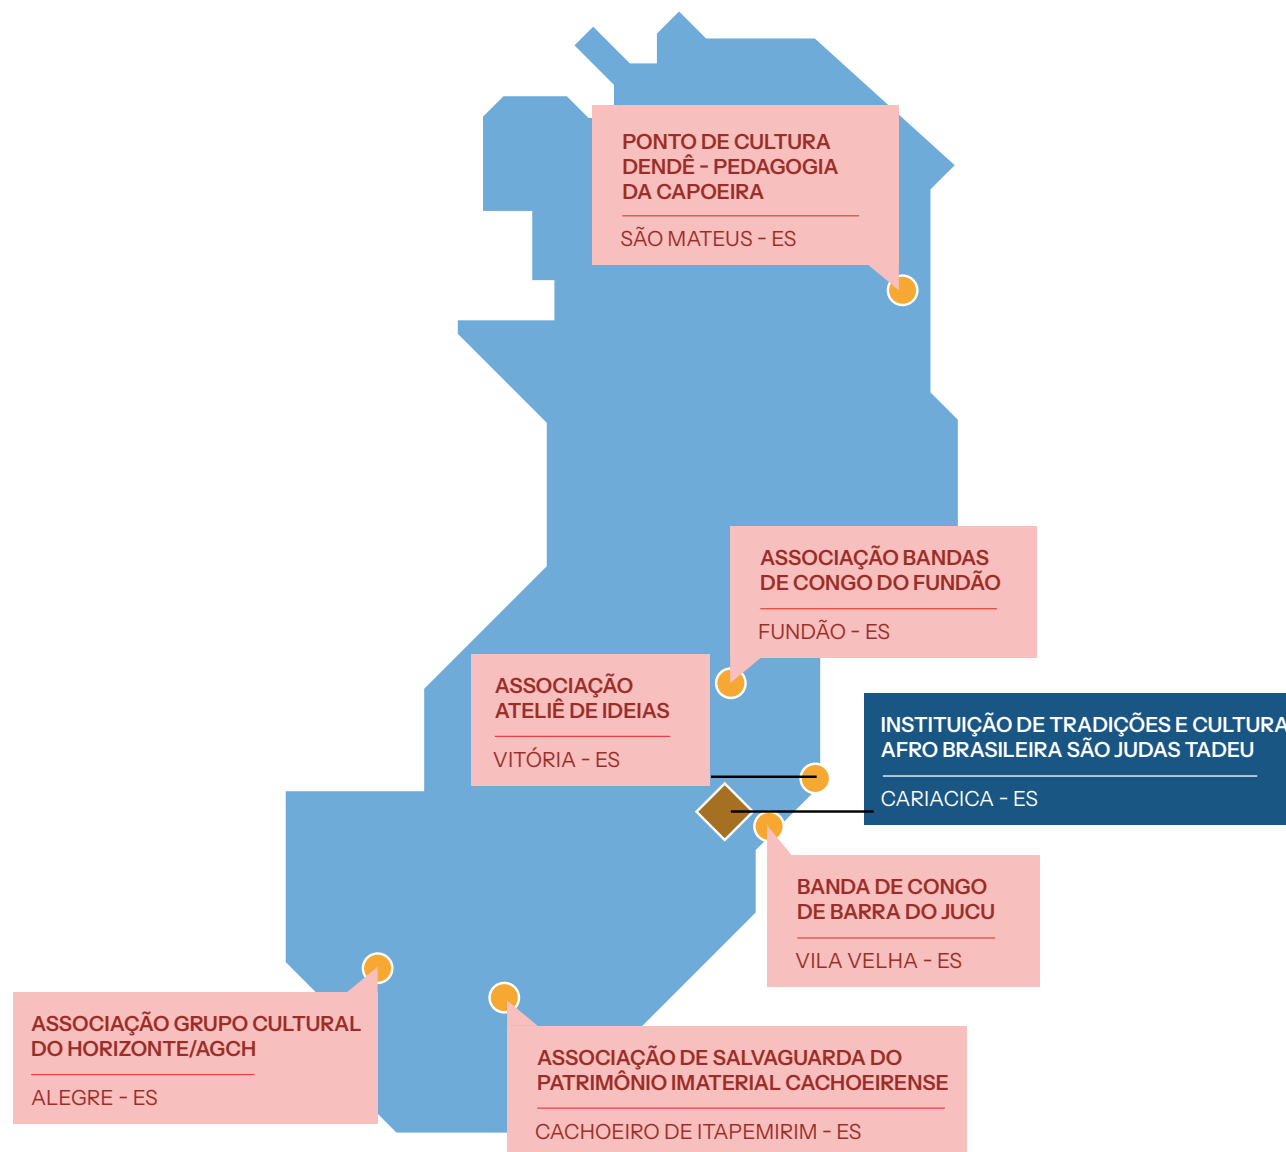 PONTO DE CULTURA
DENDÊ - PEDAGOGIA
DA CAPOEIRA
SÃO MATEUS - ES
ASSOCIAÇÃO BANDAS
DE CONGO DO FUNDÃO
FUNDÃO - ES
ASSOCIAÇÃO
ATELIÊ DE IDEIAS
VITÓRIA - ES
INSTITUIÇÃO DE TRADIÇÕES E CULTURA
AFRO BRASILEIRA SÃO JUDAS TADEU
CARIACICA - ES
BANDA DE CONGO
DE BARRA DO JUCU
VILA VELHA - ES
ASSOCIAÇÃO GRUPO CULTURAL
DO HORIZONTE/AGCH
ALEGRE - ES
ASSOCIAÇÃO DE SALVAGUARDA DO
PATRIMÔNIO IMATERIAL CACHOEIRENSE
CACHOEIRO DE ITAPEMIRIM - ES